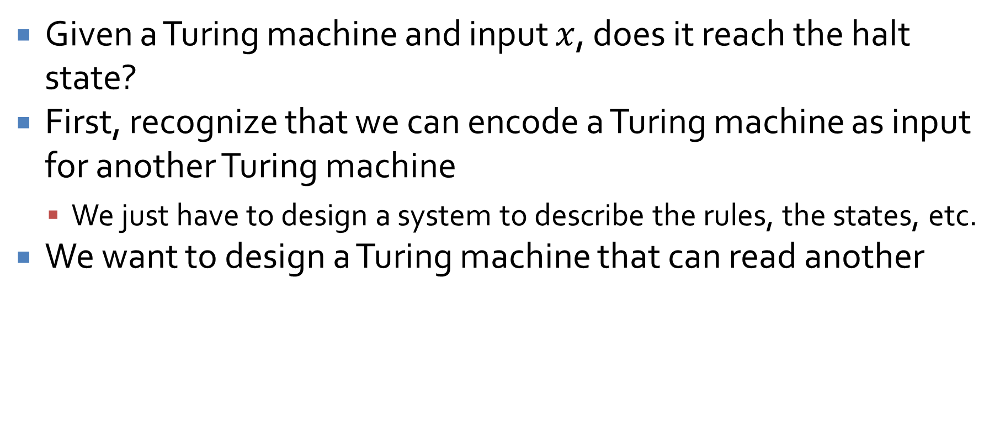 Given a Turing machine and input x, does it reach the halt
state?
First, recognize that we can encode a Turing machine as input
for another Turing machine
We just have to design a system to describe the rules, the states, etc.
We want to design a Turing machine that can read another